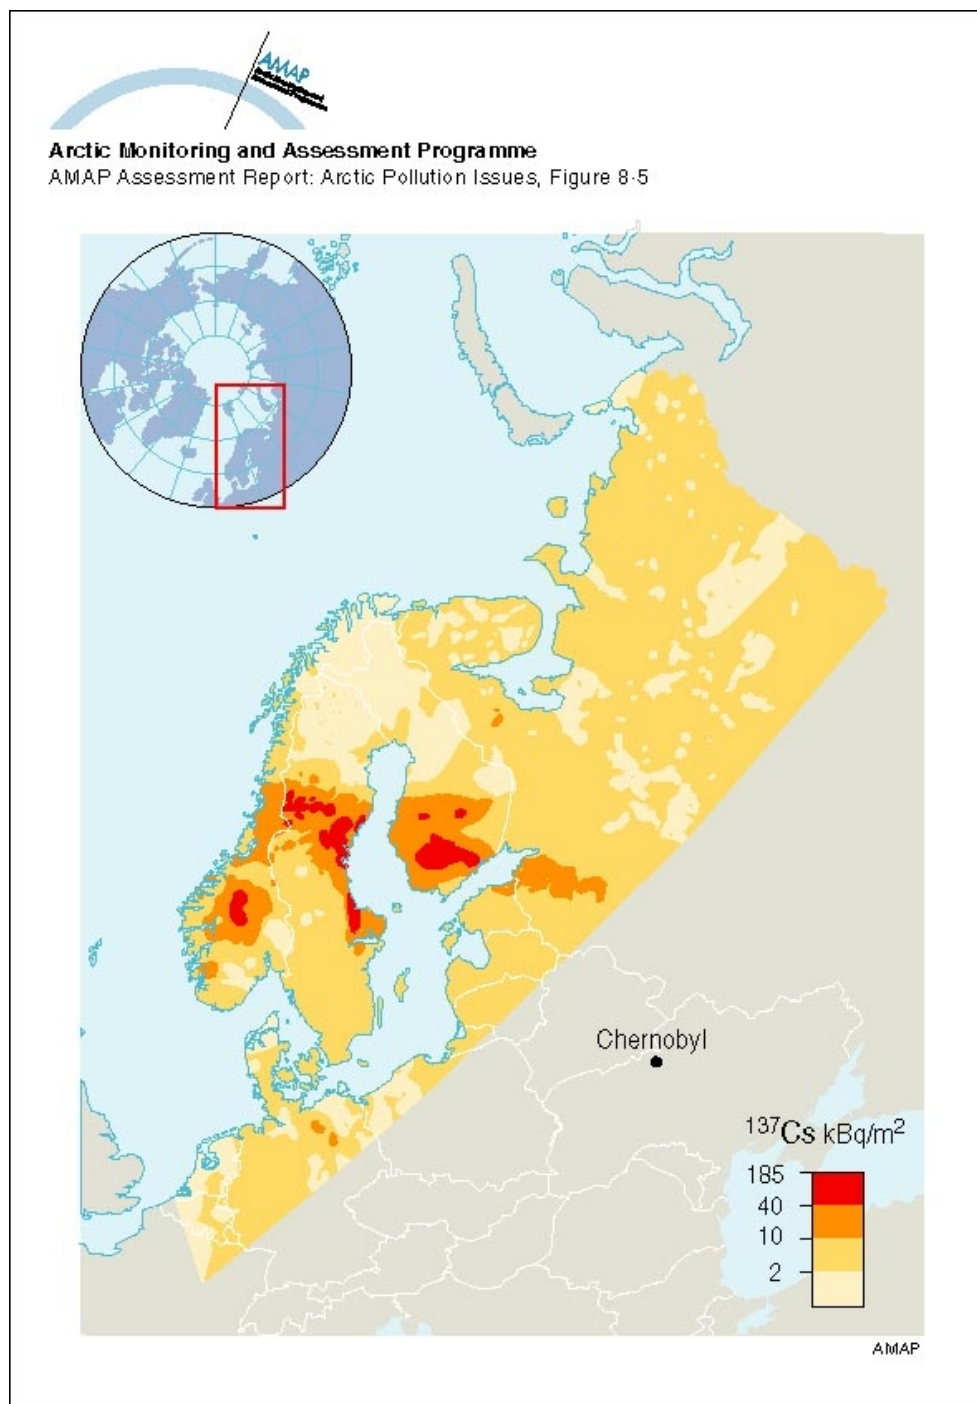 AMAP
Arctic Monitoring and Assessment Programme
AMAP Assessment Report: Arctic Pollution Issues, Figure 8·5
Chernobyl
¹³⁷Cs kBq/m²
185
40
10
2
AMAP